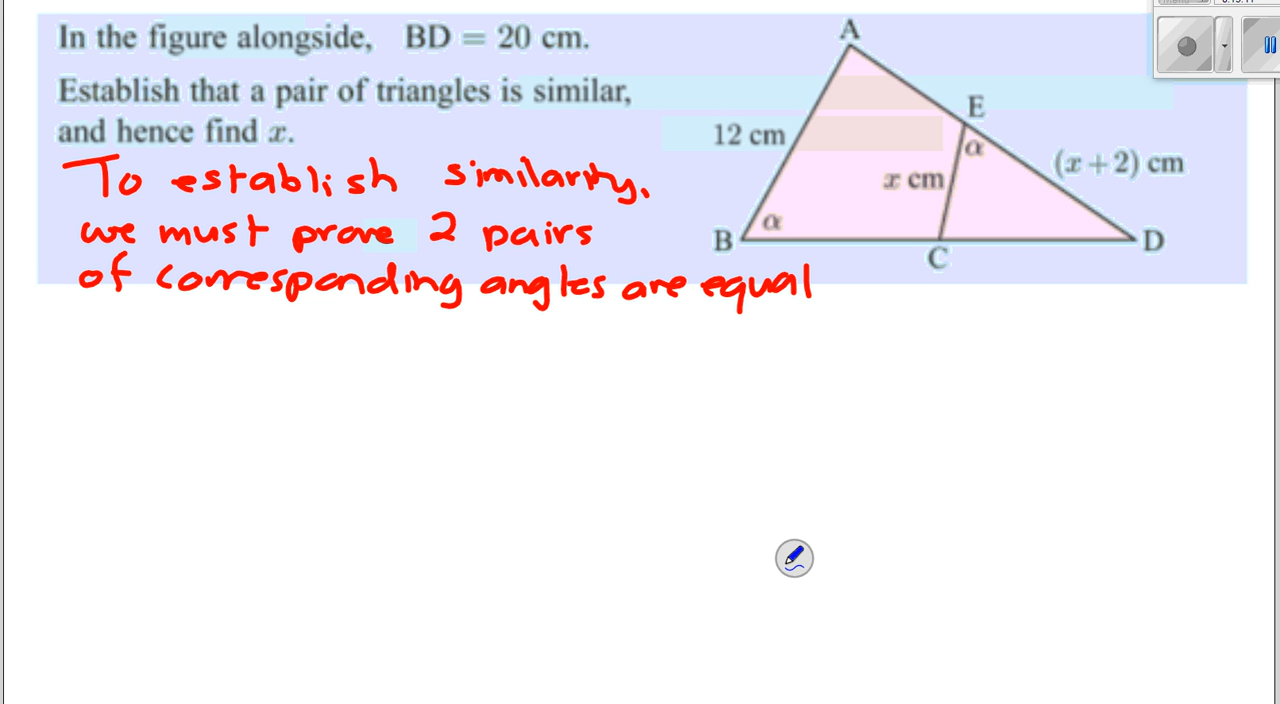 In the figure alongside, BD = 20 cm.
Establish that a pair of triangles is similar,
and hence find x.
To establish similarity,
we must prove 2 pairs
of corresponding angles are equal
A
E
12 cm
α
(x + 2) cm
x cm
α
B
C
D